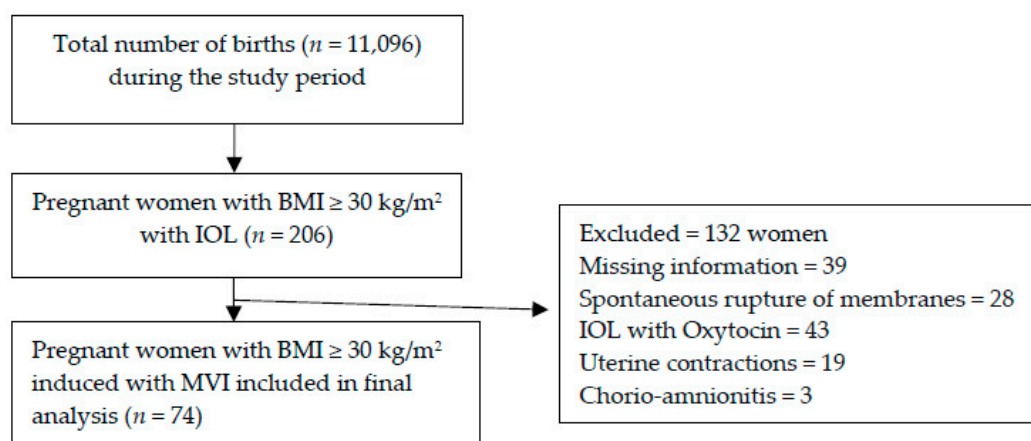 Total number of births (n = 11,096)
during the study period
Pregnant women with BMI ≥ 30 kg/m²
with IOL (n = 206)
Excluded = 132 women
Missing information = 39
Spontaneous rupture of membranes = 28
IOL with Oxytocin = 43
Uterine contractions = 19
Chorio-amnionitis = 3
Pregnant women with BMI ≥ 30 kg/m²
induced with MVI included in final
analysis (n = 74)